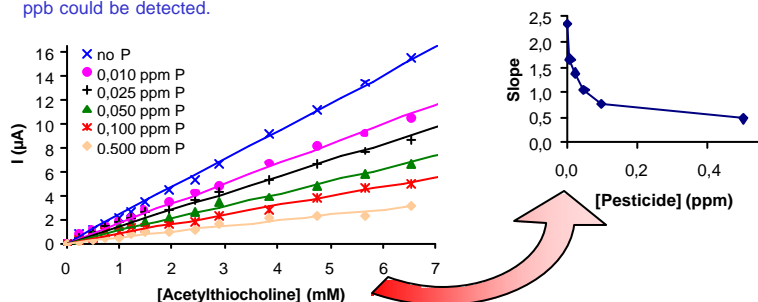 ppb could be detected.
I (µA)
16
14
12
10
8
6
4
2
0
no P
0,010 ppm P
0,025 ppm P
0,050 ppm P
0,100 ppm P
0.500 ppm P
0 1 2 3 4 5 6 7
[Acetylthiocholine] (mM)
Slope
2,5
2,0
1,5
1,0
0,5
0,0
0,0 0,2 0,4
[Pesticide] (ppm)